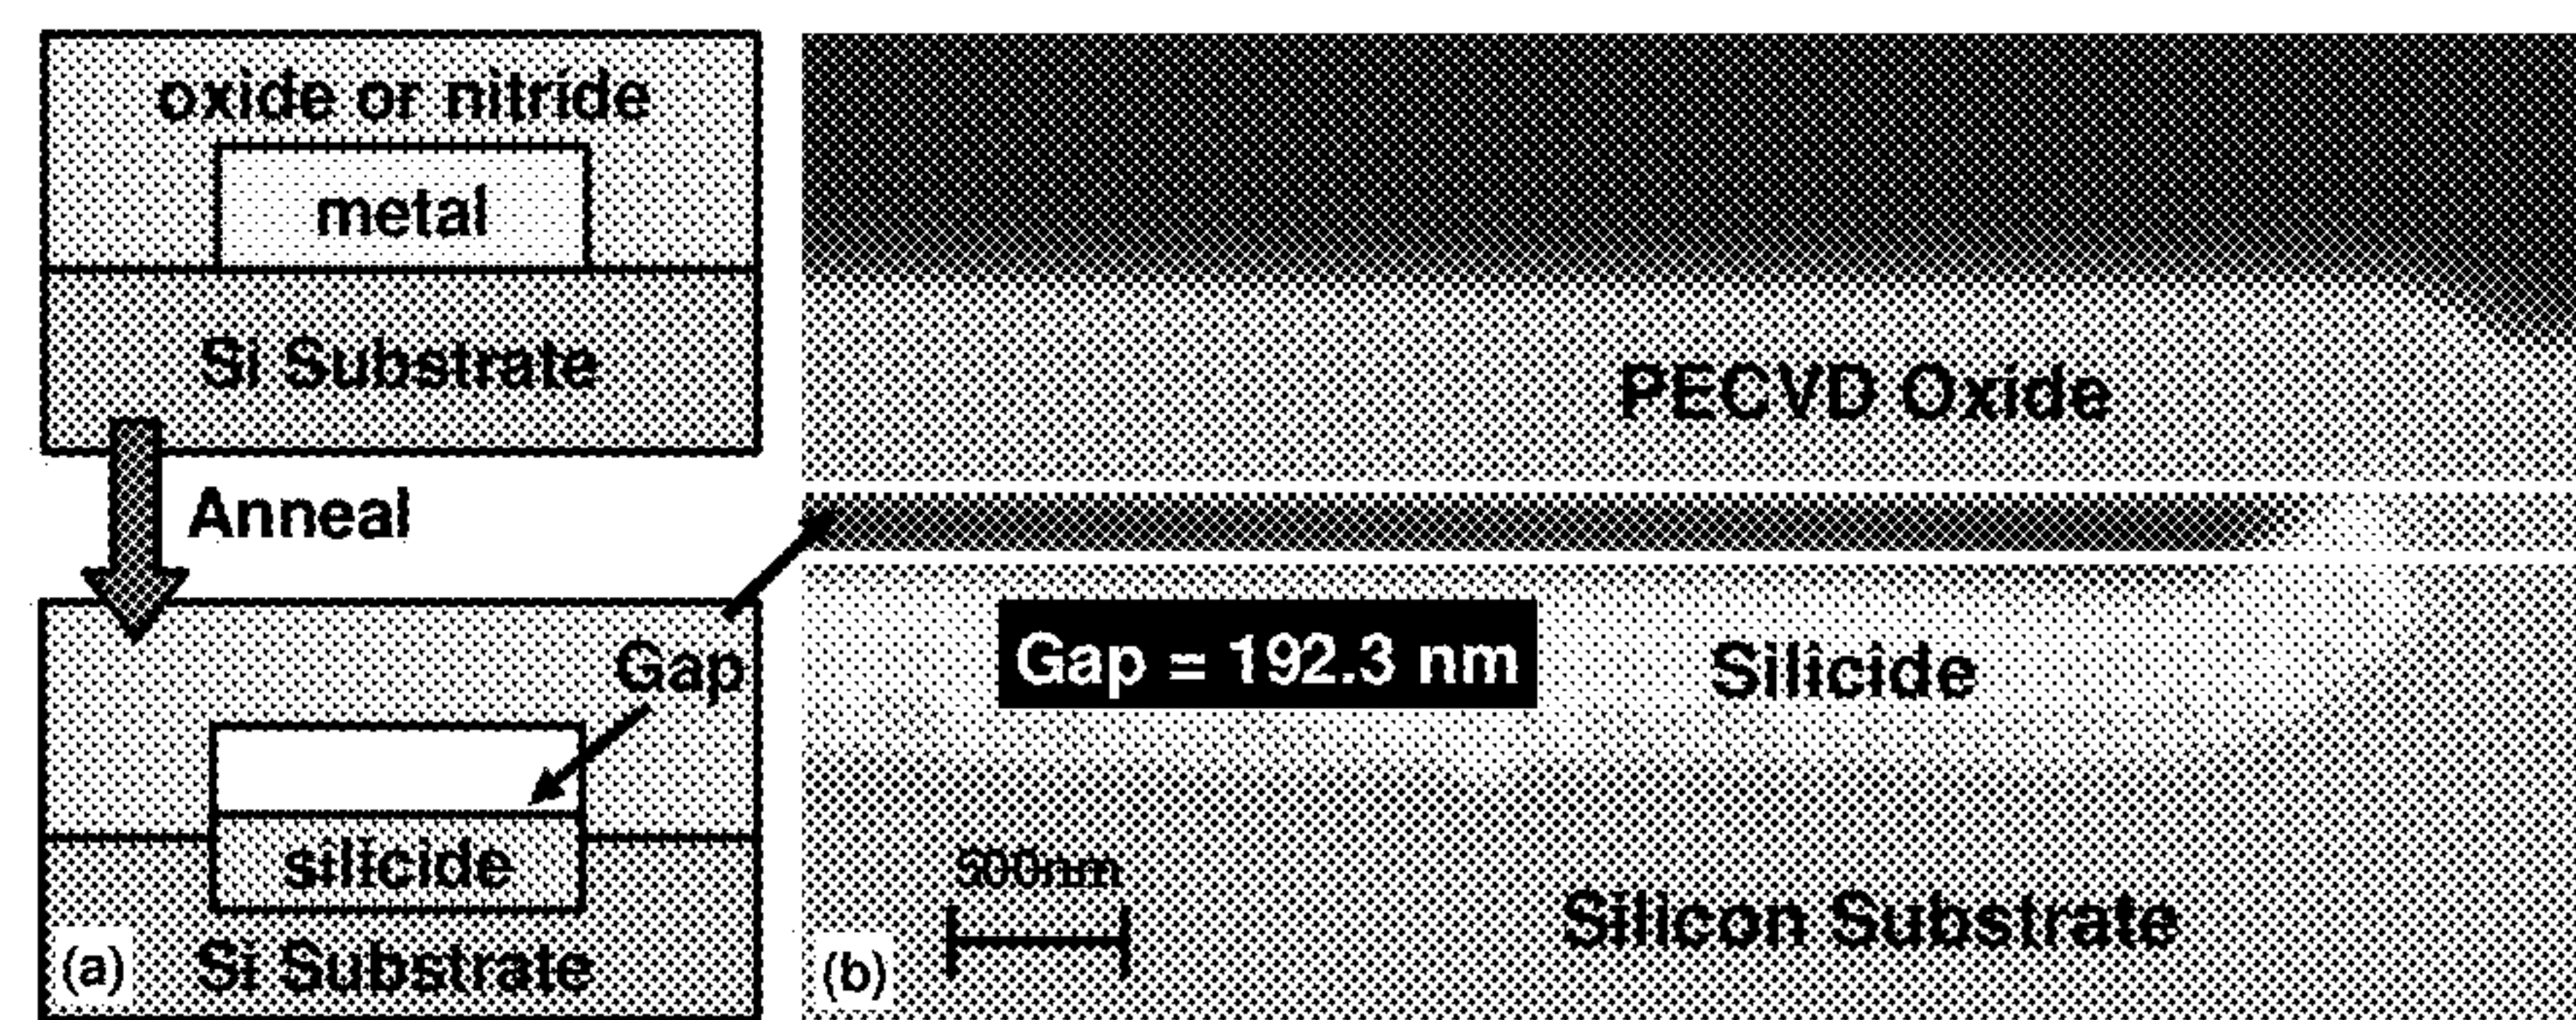 oxide or nitride
metal
Si Substrate
Anneal
Gap
silicide
Si Substrate
(a)
PECVD Oxide
Gap = 192.3 nm
Silicide
500nm
Silicon Substrate
(b)